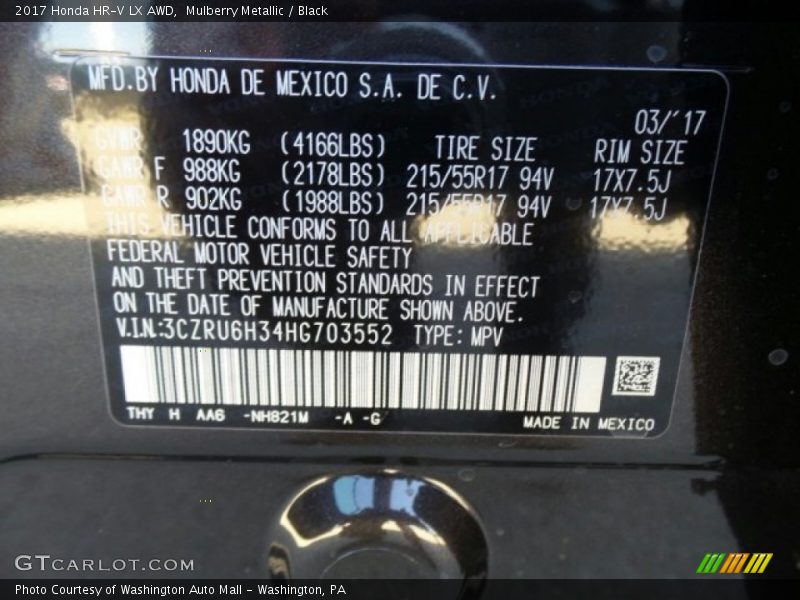 2017 Honda HR-V LX AWD,  Mulberry Metallic / Black
MFD.BY HONDA DE MEXICO S.A. DE C.V.
03/'17
GVWR 1890KG (4166LBS) TIRE SIZE RIM SIZE
GAWR F 988KG (2178LBS) 215/55R17 94V 17X7.5J
GAWR R 902KG (1988LBS) 215/55R17 94V 17X7.5J
THIS VEHICLE CONFORMS TO ALL APPLICABLE
FEDERAL MOTOR VEHICLE SAFETY
AND THEFT PREVENTION STANDARDS IN EFFECT
ON THE DATE OF MANUFACTURE SHOWN ABOVE.
V.I.N.:3CZRU6H34HG703552 TYPE: MPV
THY H AA6 -NH821M -A -G
MADE IN MEXICO
GTCARLOT.COM
Photo Courtesy of Washington Auto Mall - Washington, PA